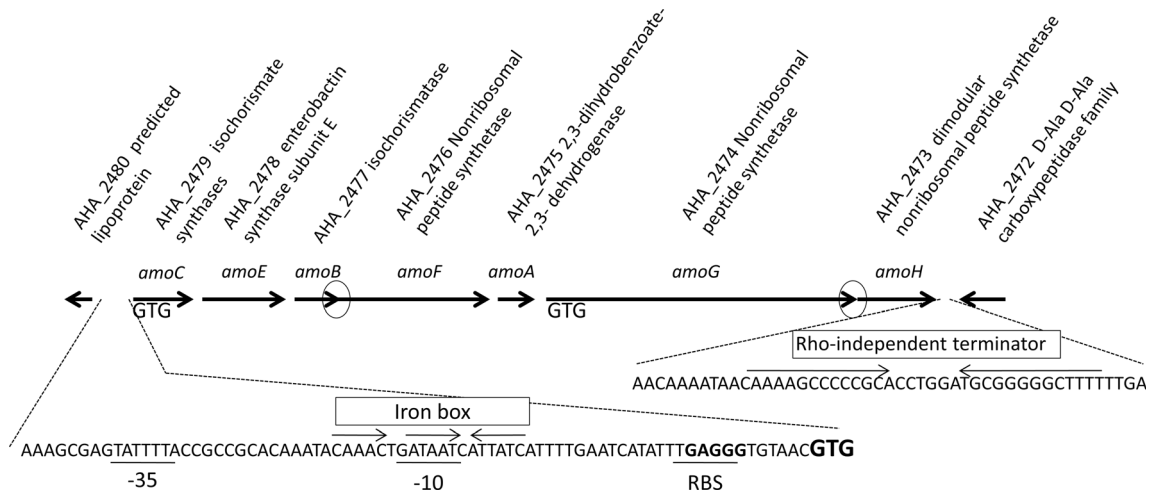 AHA_2480 predicted
lipoprotein
AHA_2479 isochorismate
synthases
AHA_2478 enterobactin
synthase subunit E
AHA_2477 isochorismatase
AHA_2476 Nonribosomal
peptide synthetase
AHA_2475 2,3-dihydrobenzoate-
2,3- dehydrogenase
AHA_2474 Nonribosomal
peptide synthetase
AHA_2473 dimodular
nonribosomal peptide synthetase
AHA_2472 D-Ala D-Ala
carboxypeptidase family
amoC amoE amoB amoF amoA amoG amoH
GTG GTG
Rho-independent terminator
AACAAAATAACAAAAGCCCCCGCACCTGGATGCGGGGGCTTTTTTGA
Iron box
AAAGCGAGTATTTTACCGCCGCACAAATACAAACTGATAATCATTATCATTTTGAATCATATTTGAGGGTGTAACGTG
-35 -10 RBS